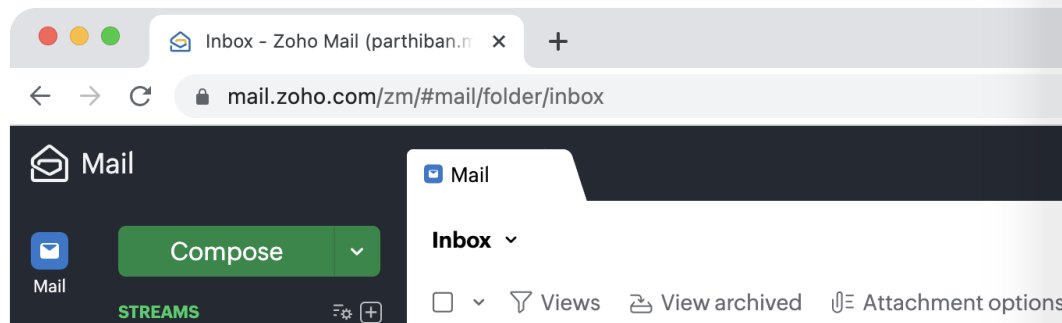 Inbox - Zoho Mail (parthiban.m
mail.zoho.com/zm/#mail/folder/inbox
Mail
Mail
Inbox
Compose
Mail
Views View archived Attachment options
STREAMS